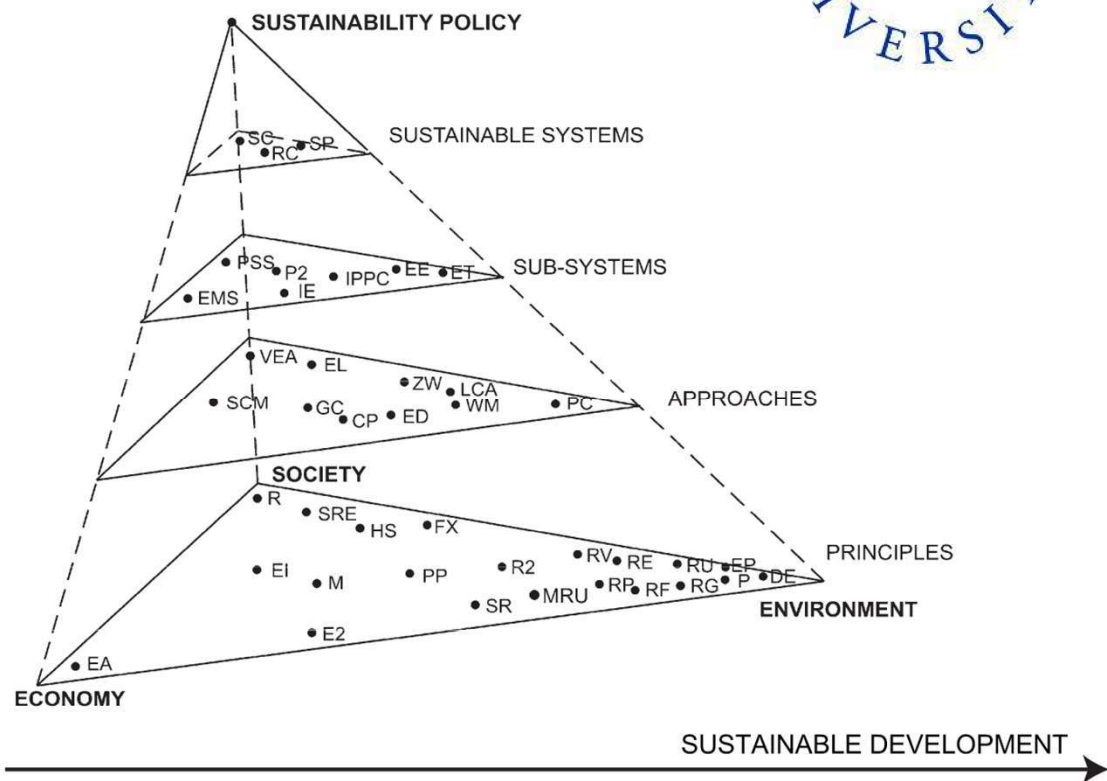 SUSTAINABILITY POLICY
IVERSIT
SUSTAINABLE SYSTEMS
SC
SP
RC
SUB-SYSTEMS
PSS
P2
IPPC
EE
ET
EMS
IE
APPROACHES
VEA
EL
ZW
LCA
SCM
GC
CP
ED
WM
PC
SOCIETY
R
SRE
HS
FX
PRINCIPLES
RV
RE
RU
EP
EI
M
PP
R2
RP
RF
RG
P
DE
SR
MRU
ENVIRONMENT
E2
EA
ECONOMY
SUSTAINABLE DEVELOPMENT